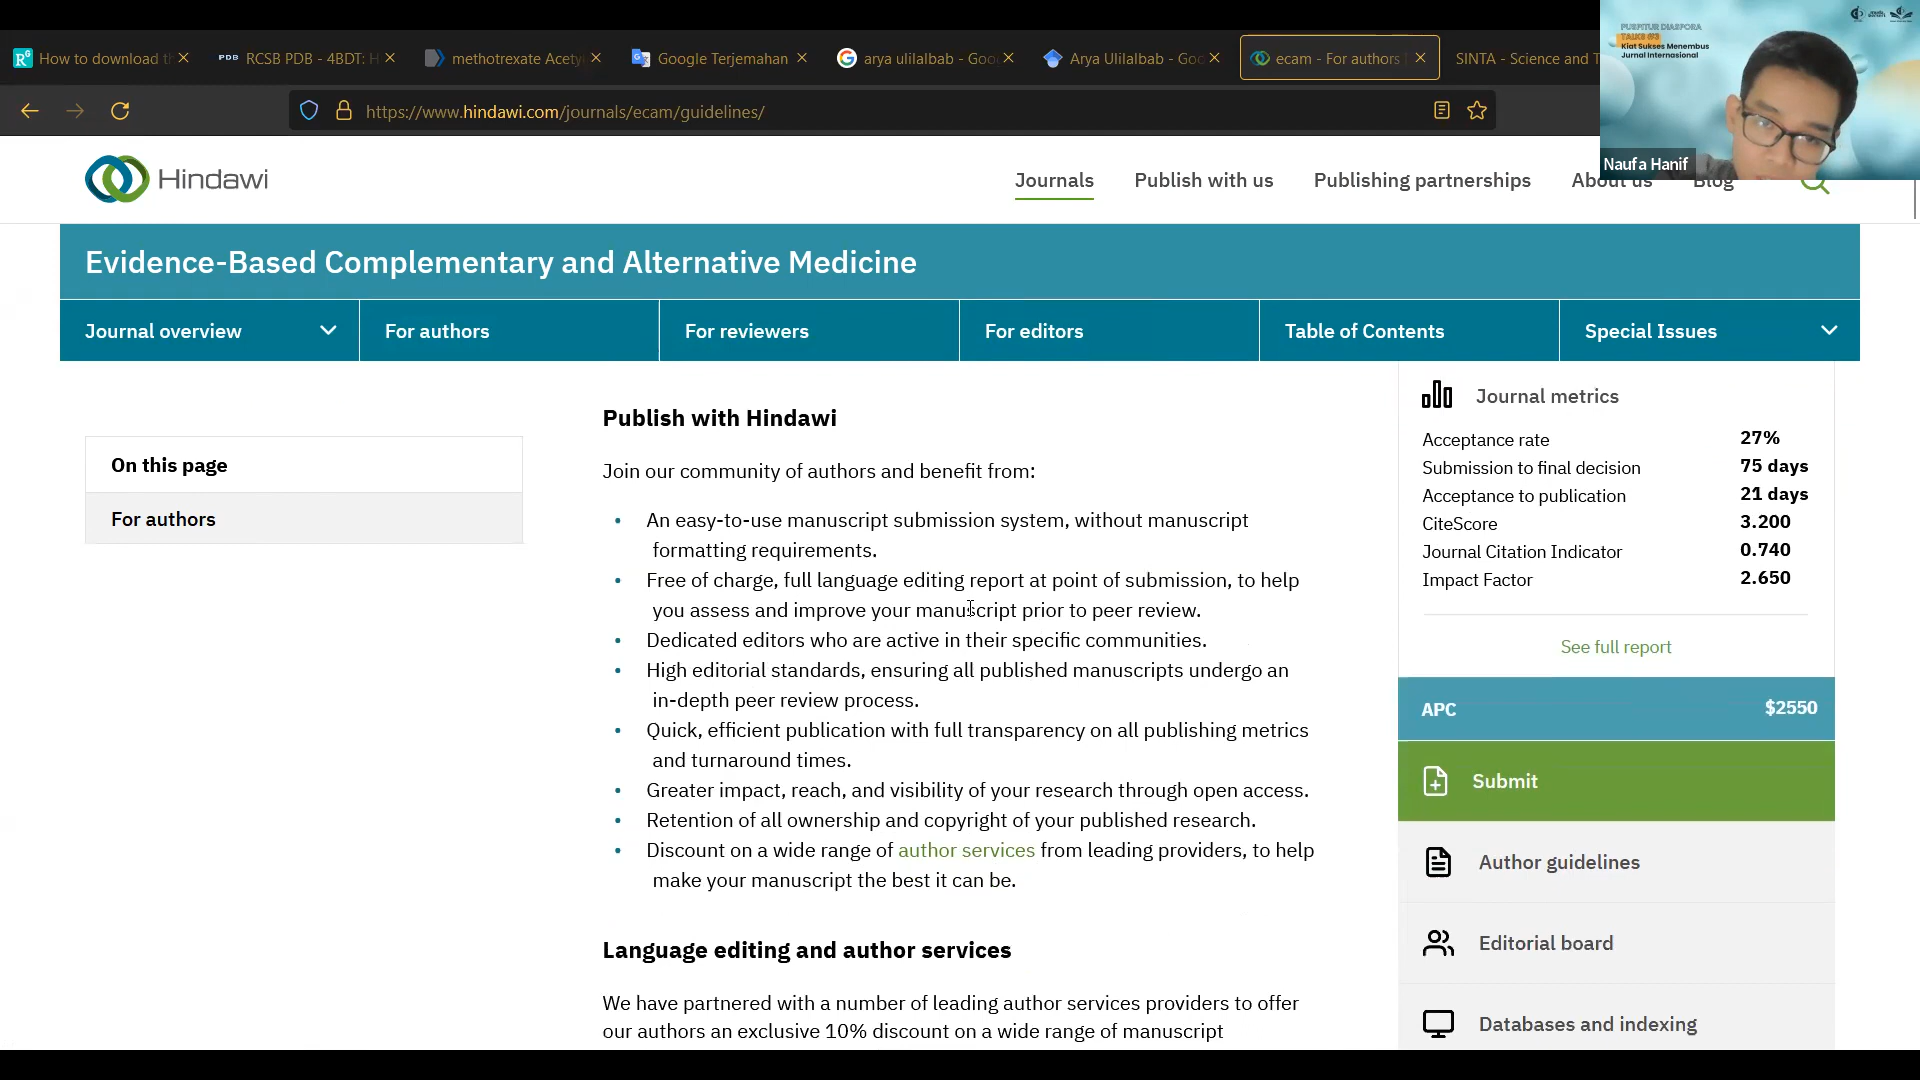 How to download t
RCSB PDB - 4BDT: H
methotrexate Acety
Google Terjemahan
arya ulilalbab - Goo
Arya Ulilalbab - Go
ecam - For authors
SINTA - Science and T
https://www.hindawi.com/journals/ecam/guidelines/
PUSPITUR DIASPORA
TALKS #3
Kiat Sukses Menembus
Jurnal Internasional
Naufa Hanif
Hindawi
Journals
Publish with us
Publishing partnerships
About us
Blog
Evidence-Based Complementary and Alternative Medicine
Journal overview
For authors
For reviewers
For editors
Table of Contents
Special Issues
On this page
For authors
Publish with Hindawi
Join our community of authors and benefit from:
• An easy-to-use manuscript submission system, without manuscript
formatting requirements.
• Free of charge, full language editing report at point of submission, to help
you assess and improve your manuscript prior to peer review.
• Dedicated editors who are active in their specific communities.
• High editorial standards, ensuring all published manuscripts undergo an
in-depth peer review process.
• Quick, efficient publication with full transparency on all publishing metrics
and turnaround times.
• Greater impact, reach, and visibility of your research through open access.
• Retention of all ownership and copyright of your published research.
• Discount on a wide range of author services from leading providers, to help
make your manuscript the best it can be.
Language editing and author services
We have partnered with a number of leading author services providers to offer
our authors an exclusive 10% discount on a wide range of manuscript
Journal metrics
Acceptance rate 27%
Submission to final decision 75 days
Acceptance to publication 21 days
CiteScore 3.200
Journal Citation Indicator 0.740
Impact Factor 2.650
See full report
APC $2550
Submit
Author guidelines
Editorial board
Databases and indexing